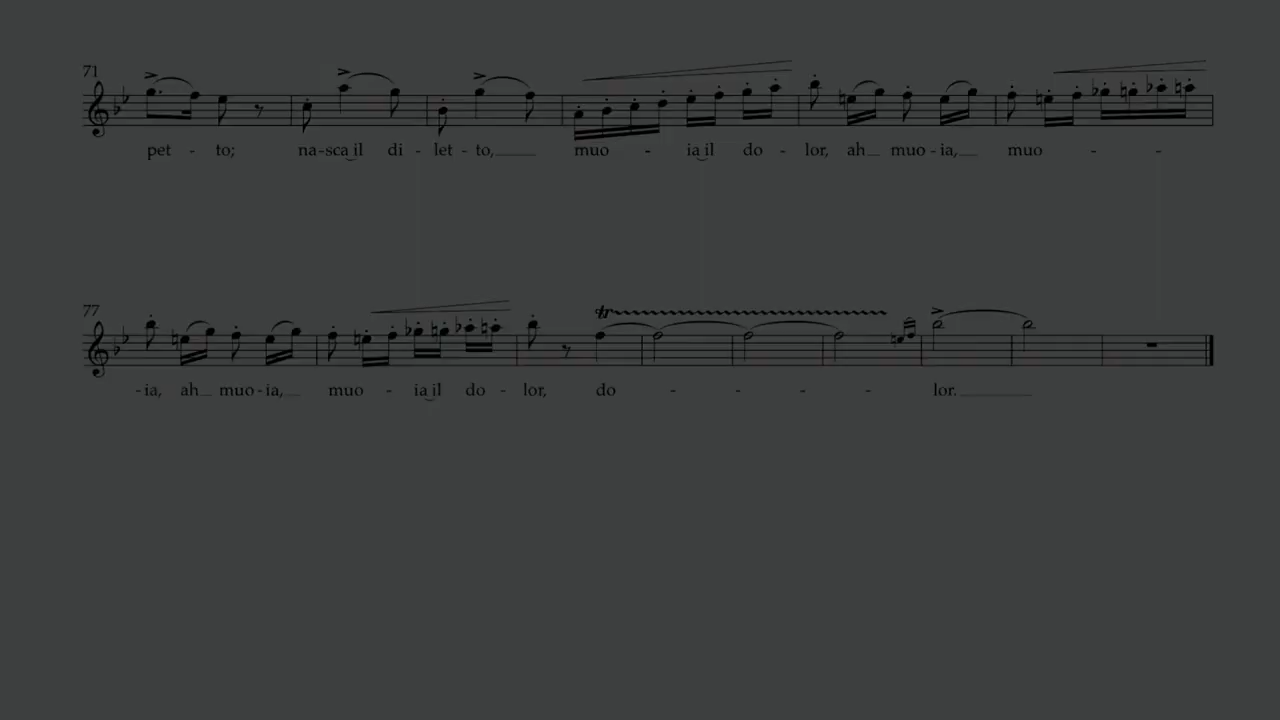 71
pet - to; na-sca il di - let - to, muo - ia il do - lor, ah muo - ia, muo - -
77
tr
- ia, ah muo - ia, muo - ia il do - lor, do - - - - lor.